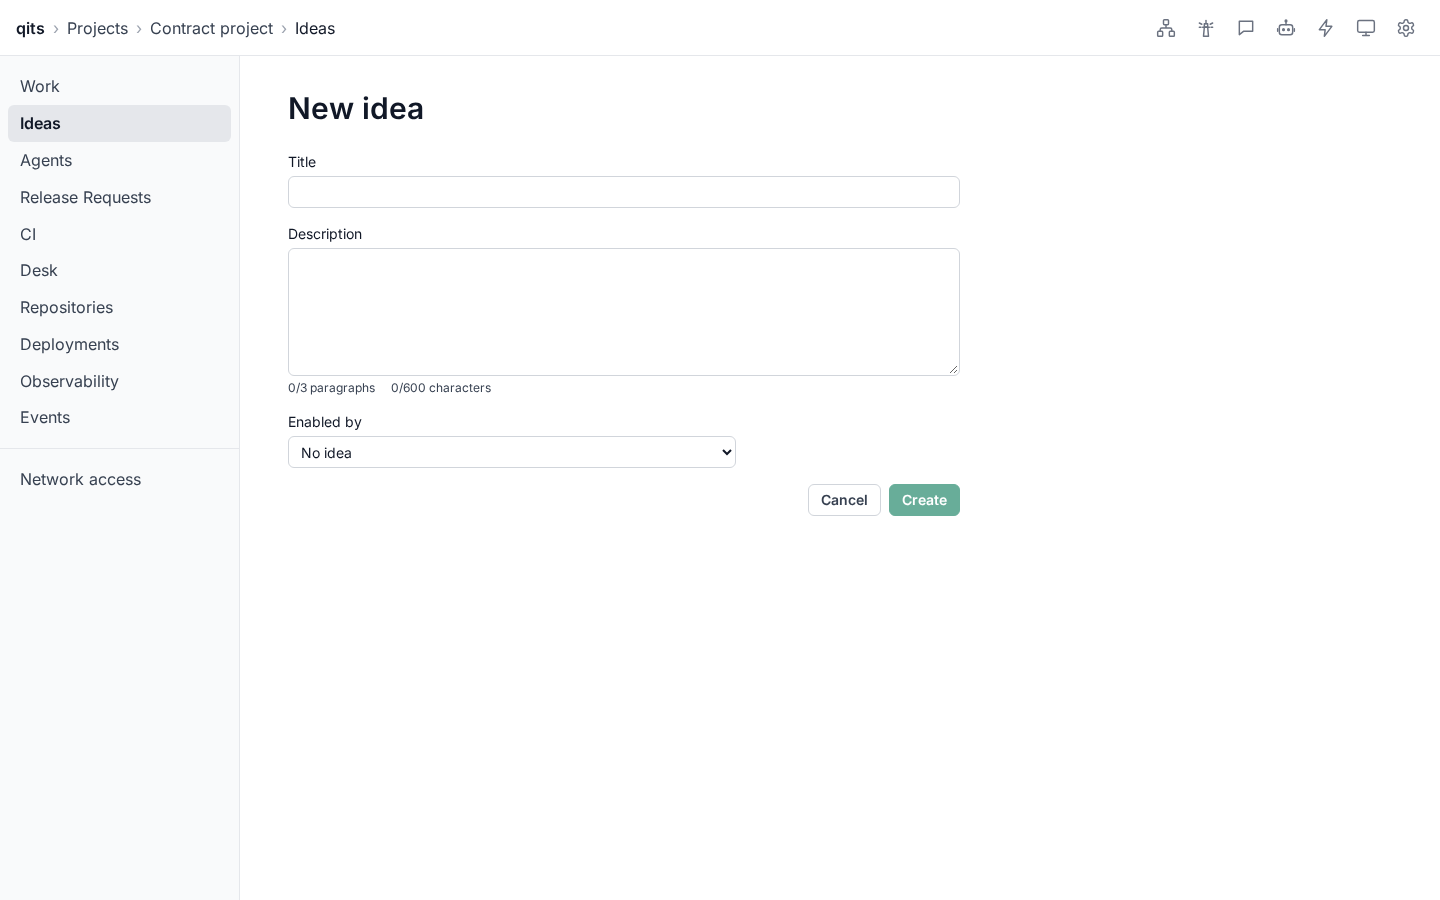 qits › Projects › Contract project › Ideas
Work
Ideas
Agents
Release Requests
CI
Desk
Repositories
Deployments
Observability
Events
Network access
New idea
Title
Description
0/3 paragraphs 0/600 characters
Enabled by
No idea
Cancel Create